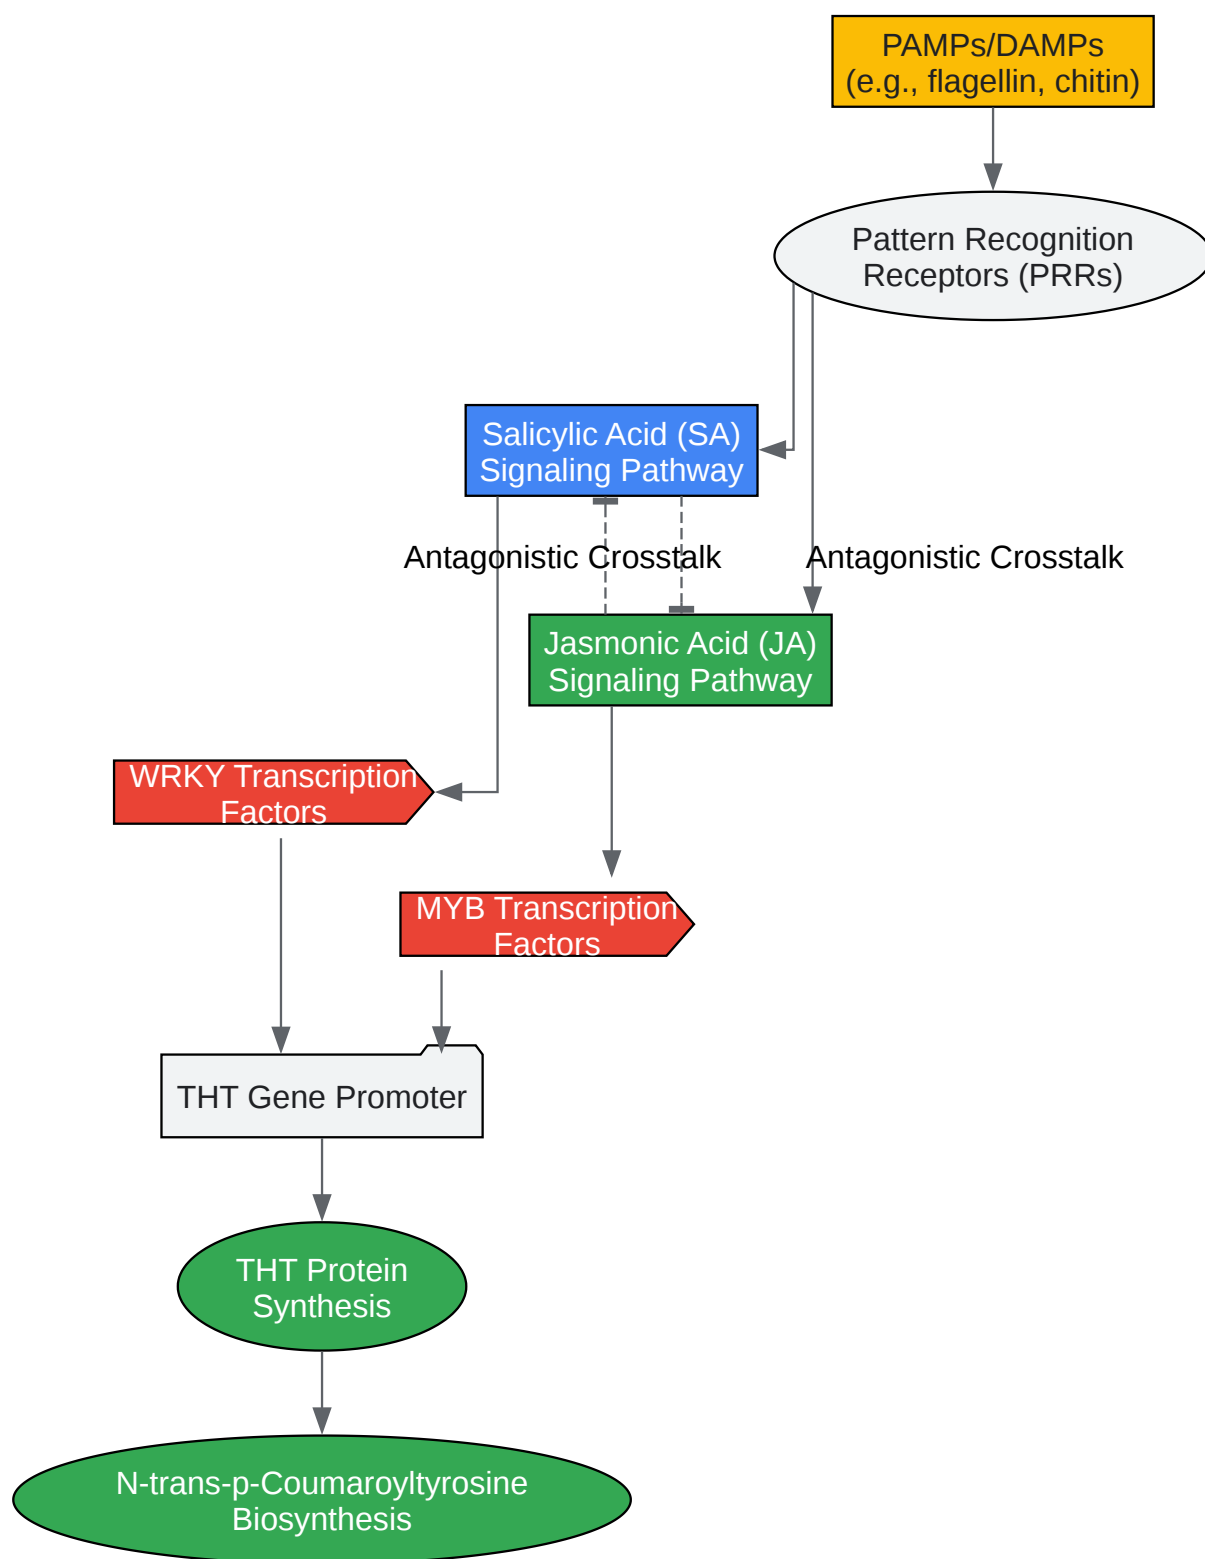 PAMPs/DAMPs
(e.g., flagellin, chitin)
Pattern Recognition
Receptors (PRRs)
Salicylic Acid (SA)
Signaling Pathway
Antagonistic Crosstalk
Antagonistic Crosstalk
Jasmonic Acid (JA)
Signaling Pathway
WRKY Transcription
Factors
MYB Transcription
Factors
THT Gene Promoter
THT Protein
Synthesis
N-trans-p-Coumaroyltyrosine
Biosynthesis